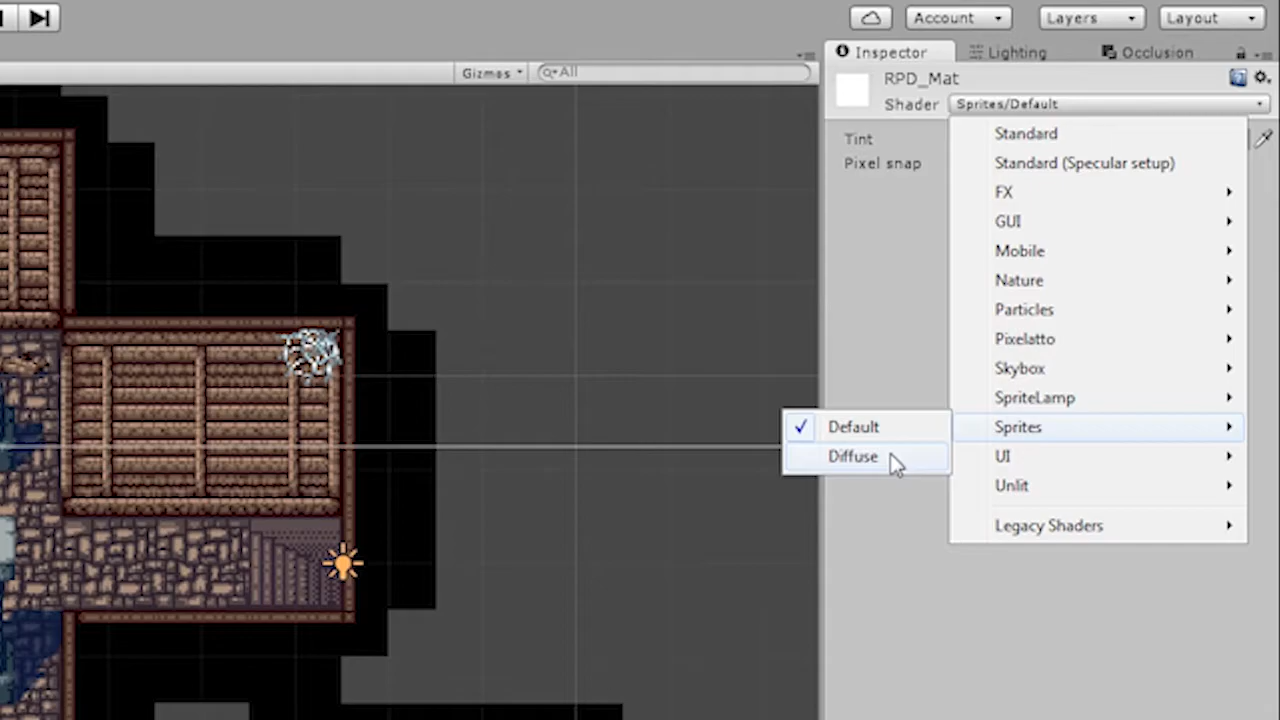 Account
Layers
Layout
Inspector
Lighting
Occlusion
Gizmos
All
RPD_Mat
Shader
Sprites/Default
Tint
Pixel snap
Standard
Standard (Specular setup)
FX
GUI
Mobile
Nature
Particles
Pixelatto
Skybox
SpriteLamp
Sprites
UI
Unlit
Legacy Shaders
Default
Diffuse